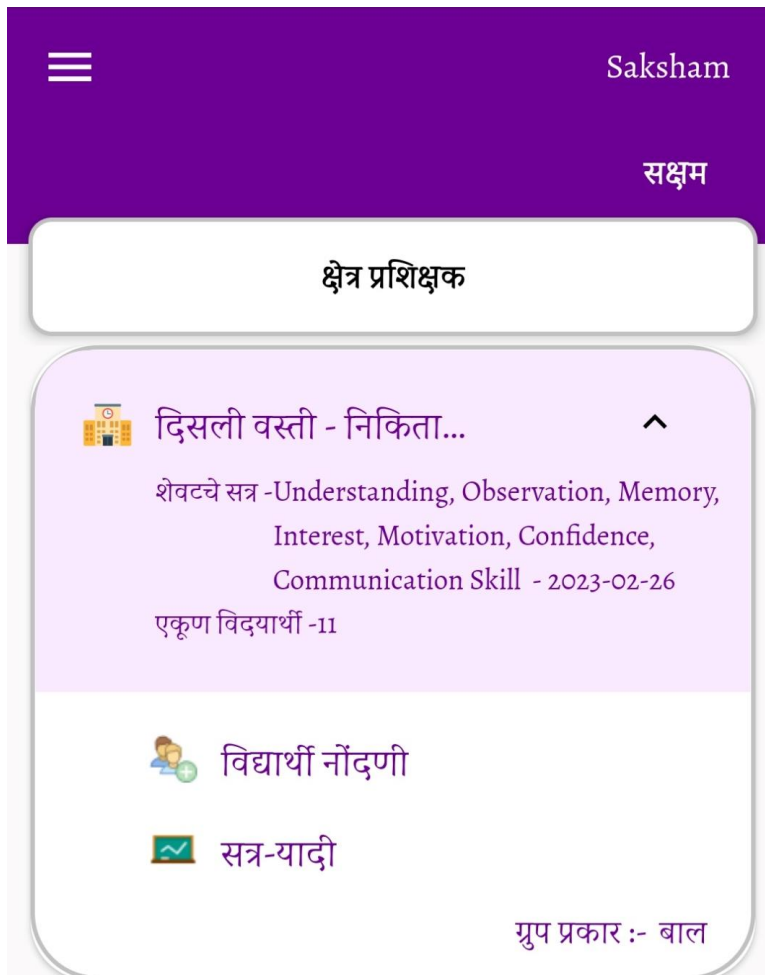 Saksham
सक्षम
क्षेत्र प्रशिक्षक
दिसली वस्ती - निकिता...
शेवटचे सत्र -Understanding, Observation, Memory,
Interest, Motivation, Confidence,
Communication Skill - 2023-02-26
एकूण विदयार्थी -11
विद्यार्थी नोंदणी
सत्र-यादी
ग्रुप प्रकार :- बाल